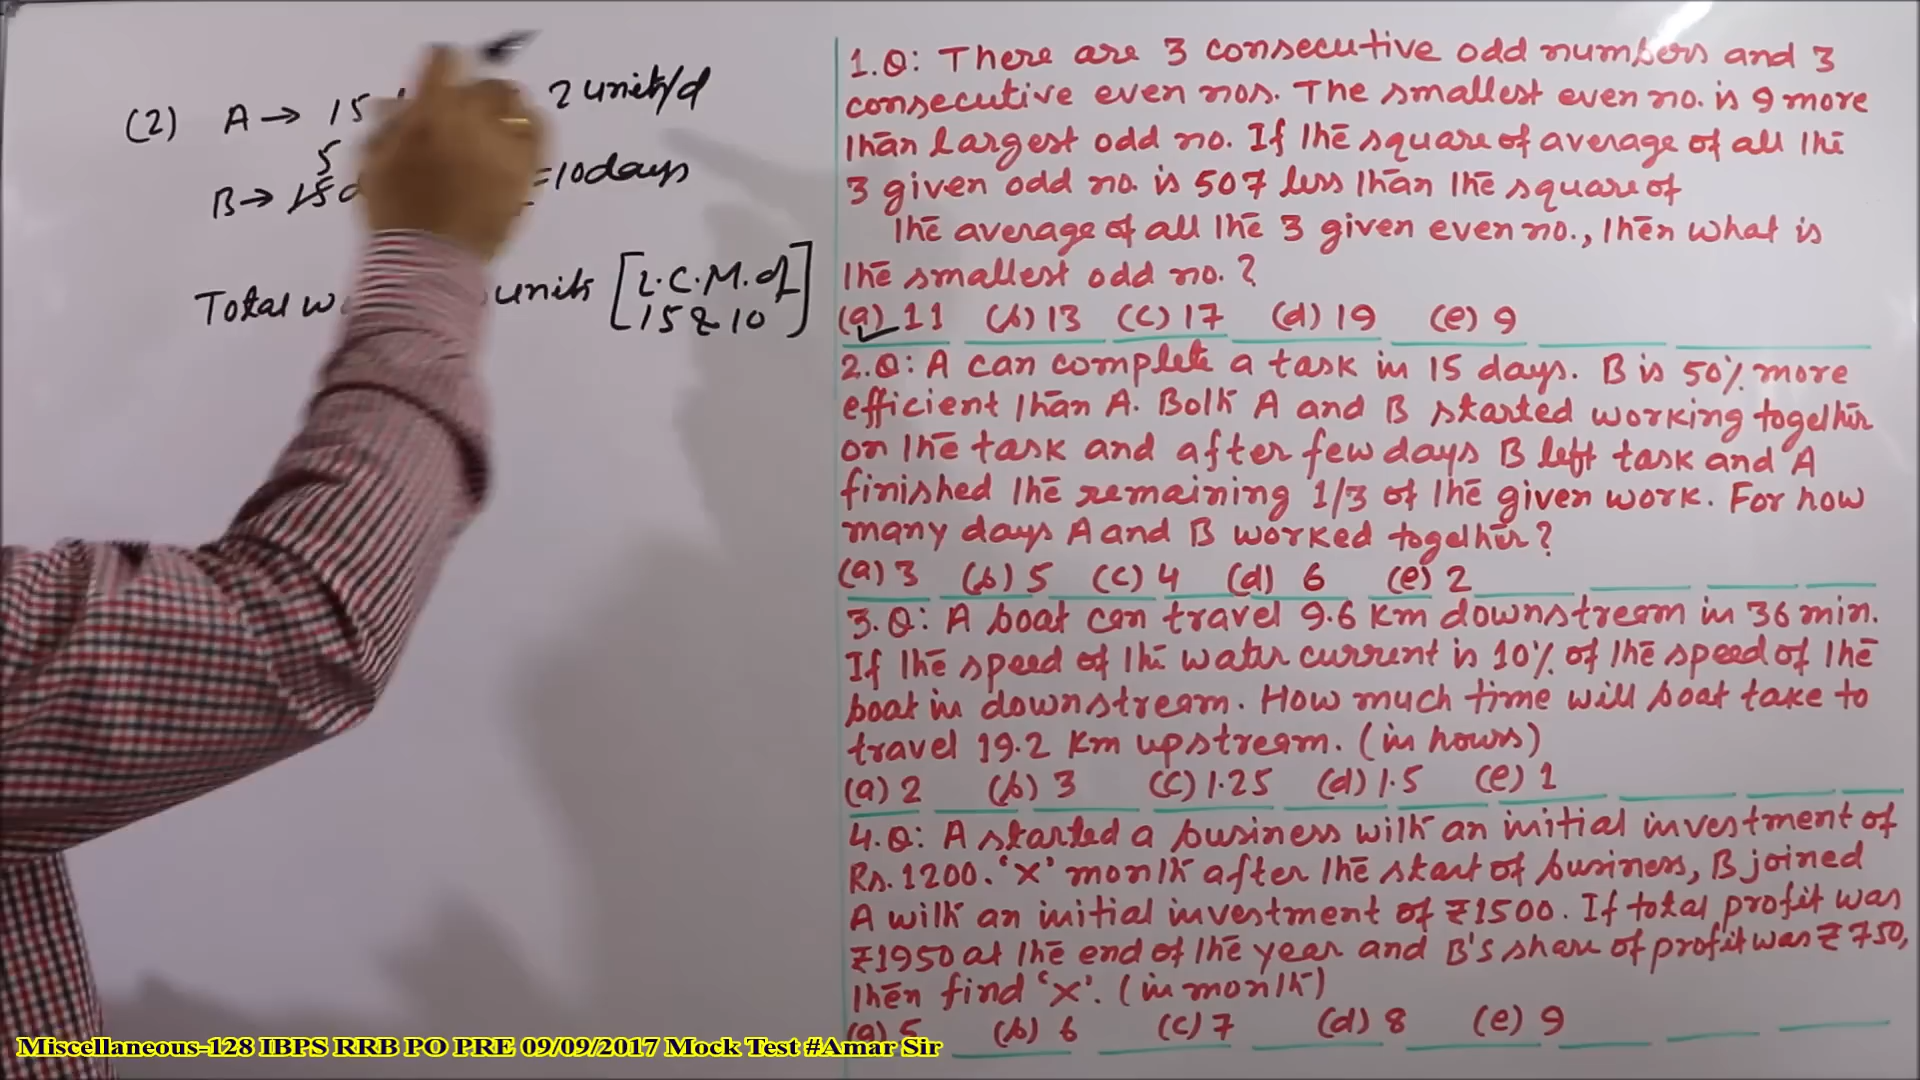 (2) A → 15 2 units/d
5
B → 15 d = 10 days
Total units [L.C.M. of
15 & 10]
1.Q: There are 3 consecutive odd numbers and 3
consecutive even nos. The smallest even no. is 9 more
than largest odd no. If the square of average of all the
3 given odd no. is 507 less than the square of
the average of all the 3 given even no., then what is
the smallest odd no.?
(a) 11 (b) 13 (c) 17 (d) 19 (e) 9
2.Q: A can complete a task in 15 days. B is 50% more
efficient than A. Both A and B started working together
on the task and after few days B left task and A
finished the remaining 1/3 of the given work. For how
many days A and B worked together?
(a) 3 (b) 5 (c) 4 (d) 6 (e) 2
3.Q: A boat can travel 9.6 km downstream in 36 min.
If the speed of the water current is 10% of the speed of the
boat in downstream. How much time will boat take to
travel 19.2 km upstream. (in hours)
(a) 2 (b) 3 (c) 1.25 (d) 1.5 (e) 1
4.Q: A started a business with an initial investment of
Rs. 1200. 'x' month after the start of business, B joined
A with an initial investment of ₹1500. If total profit was
₹1950 at the end of the year and B's share of profit was ₹750,
then find 'x'. (in month)
(a) 5 (b) 6 (c) 7 (d) 8 (e) 9
Miscellaneous-128 IBPS RRB PO PRE 09/09/2017 Mock Test #Amar Sir